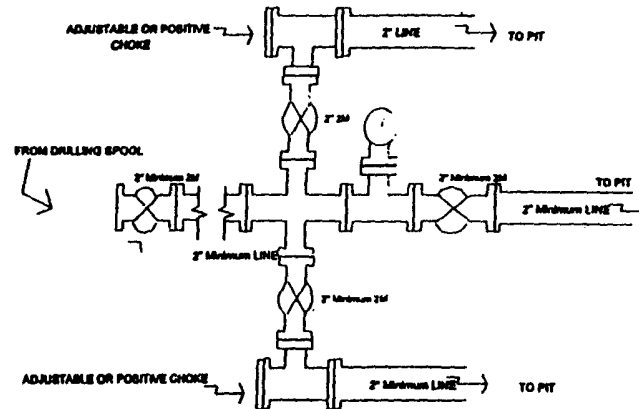 ADJUSTABLE OR POSITIVE
CHOKE
2" LINE
TO PIT
2" 2M
FROM DRILLING SPOOL
2" Minimum 2M
2" Minimum 2M
TO PIT
2" Minimum LINE
2" Minimum LINE
2" Minimum 2M
ADJUSTABLE OR POSITIVE CHOKE
2" Minimum LINE
TO PIT